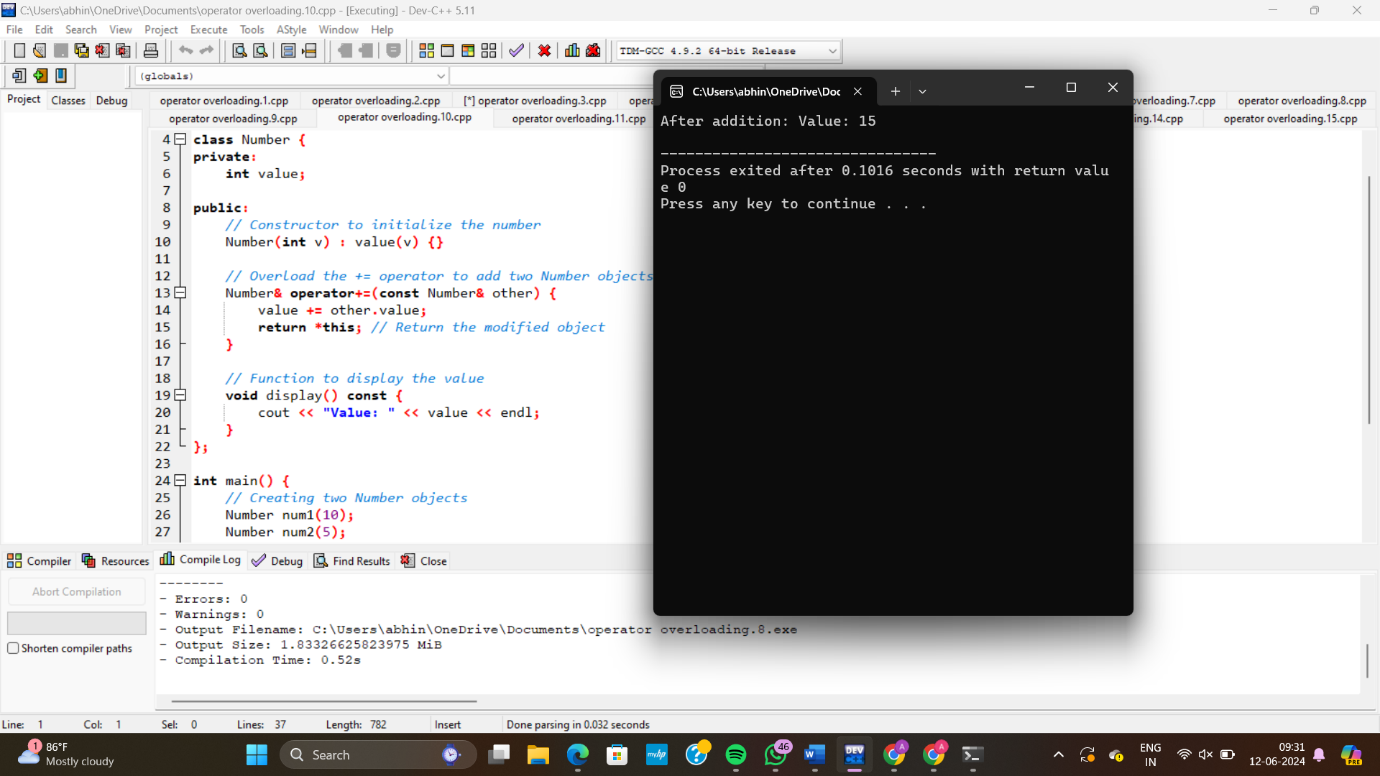 C:\Users\abhin\OneDrive\Documents\operator overloading.10.cpp - [Executing] - Dev-C++ 5.11
File Edit Search View Project Execute Tools AStyle Window Help
TDM-GCC 4.9.2 64-bit Release
(globals)
Project Classes Debug
operator overloading.1.cpp operator overloading.2.cpp [*] operator overloading.3.cpp overloading.7.cpp operator overloading.8.cpp
operator overloading.9.cpp operator overloading.10.cpp operator overloading.11.cpp ng.14.cpp operator overloading.15.cpp
4 class Number {
5 private:
6 int value;
7
8 public:
9 // Constructor to initialize the number
10 Number(int v) : value(v) {}
11
12 // Overload the += operator to add two Number objects
13 Number& operator+=(const Number& other) {
14 value += other.value;
15 return *this; // Return the modified object
16 }
17
18 // Function to display the value
19 void display() const {
20 cout << "Value: " << value << endl;
21 }
22 };
23
24 int main() {
25 // Creating two Number objects
26 Number num1(10);
27 Number num2(5);
C:\Users\abhin\OneDrive\Doc
After addition: Value: 15
--------------------------------
Process exited after 0.1016 seconds with return valu
e 0
Press any key to continue . . .
Compiler Resources Compile Log Debug Find Results Close
Abort Compilation
Shorten compiler paths
--------
- Errors: 0
- Warnings: 0
- Output Filename: C:\Users\abhin\OneDrive\Documents\operator overloading.8.exe
- Output Size: 1.83326625823975 MiB
- Compilation Time: 0.52s
Line: 1 Col: 1 Sel: 0 Lines: 37 Length: 782 Insert Done parsing in 0.032 seconds
1
86°F
Mostly cloudy
Search
myhp
46
DEV
ENG
IN
09:31
12-06-2024
PRE